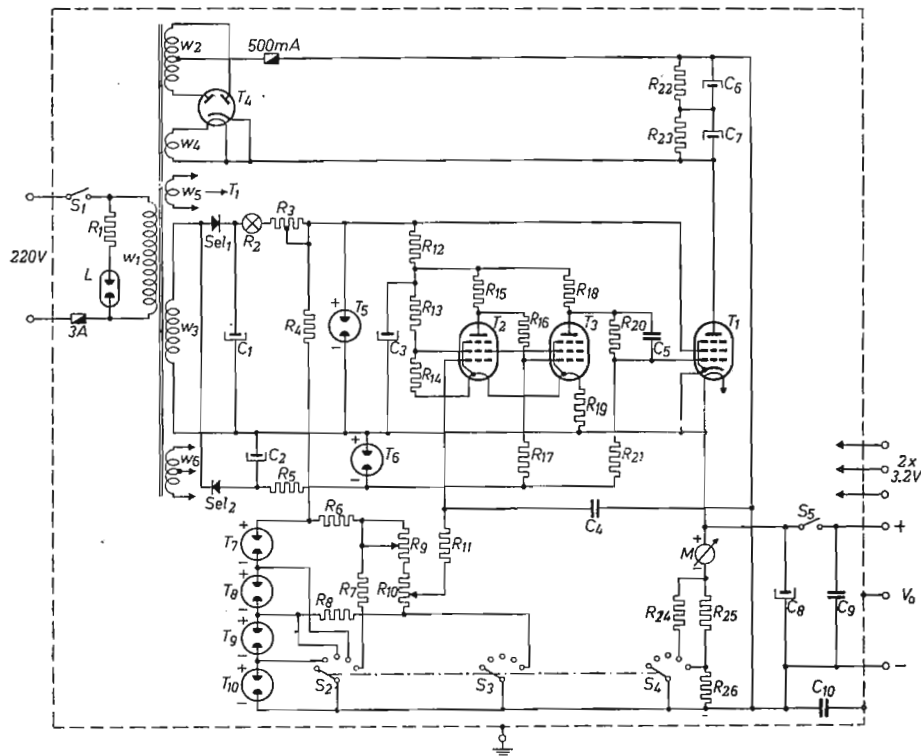 w2
500mA
T4
R22
C6
R23
C7
w4
w5
T1
S1
R1
w1
220V
L
3A
Sel1
R2
R3
R12
w3
C1
R4
T5
+
-
C3
R13
R14
R15
T2
R16
R18
T3
R20
C5
T1
R19
w6
C2
R5
+
T6
-
R17
R21
2x
3.2V
Sel2
C4
R6
S5
+
+
T7
-
R9
R11
+
M
-
+
T8
-
R7
R10
R8
R24
R25
C8
C9
Vo
+
T9
-
+
T10
-
S2
S3
S4
R26
-
-
C10